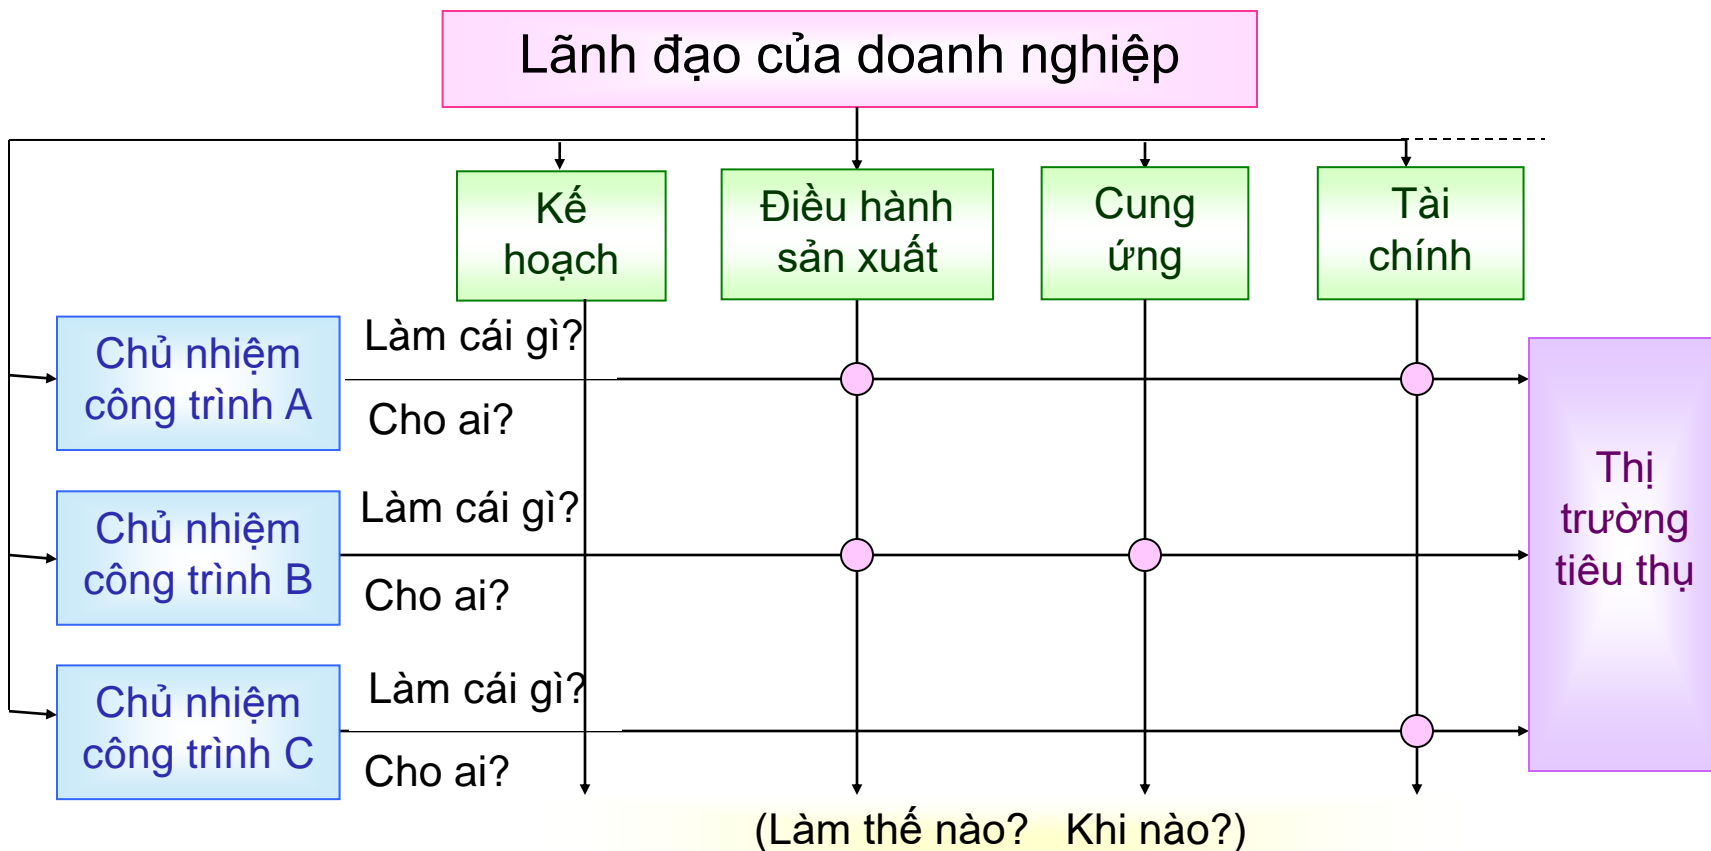 Lãnh đạo của doanh nghiệp
Kế
hoạch
Điều hành
sản xuất
Cung
ứng
Tài
chính
Chủ nhiệm
công trình A
Làm cái gì?
Cho ai?
Chủ nhiệm
công trình B
Làm cái gì?
Cho ai?
Chủ nhiệm
công trình C
Làm cái gì?
Cho ai?
Thị
trường
tiêu thụ
(Làm thế nào? Khi nào?)